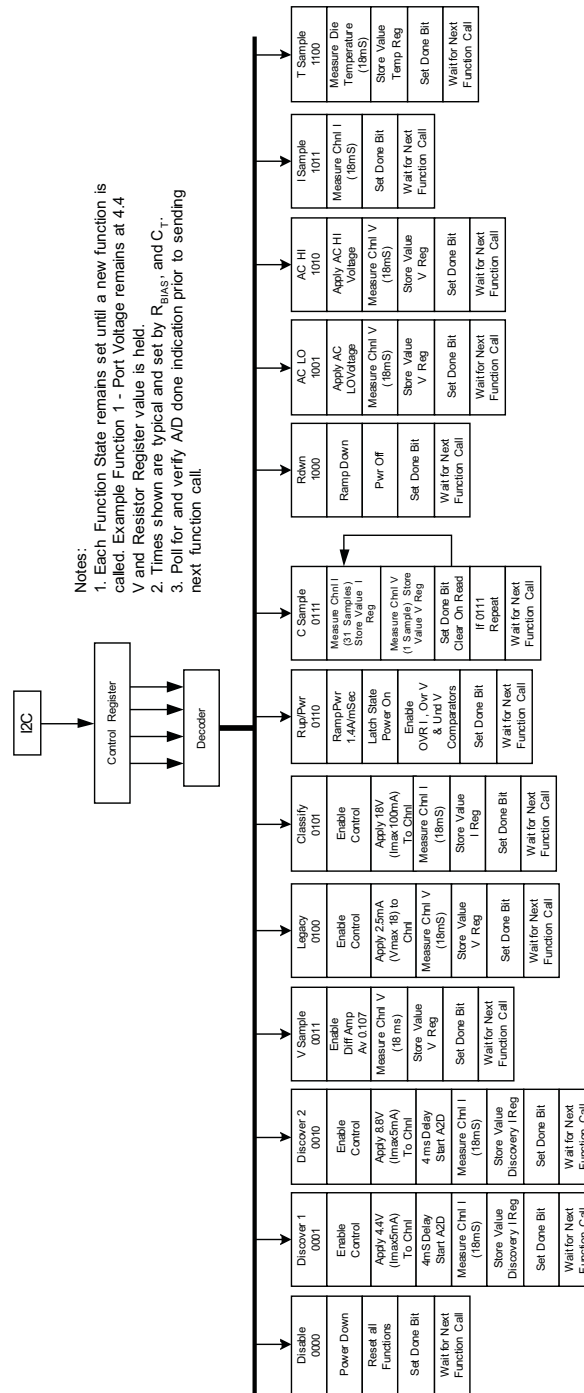 I2C
Control Register
Decoder
Notes:
1. Each Function State remains set until a new function is
called. Example Function 1 - Port Voltage remains at 4.4
V and Resistor Register value is held.
2. Times shown are typical and set by RBIAS, and CT.
3. Poll for and verify A/D done indication prior to sending
next function call.
Disable
0000
Power Down
Reset all
Functions
Set Done Bit
Wait for Next
Function Call
Discover 1
0001
Enable
Control
Apply 4.4V
(Imax5mA)
To Chnl
4mSDelay
Start A2D
Measure Chnl I
(18mS)
Store Value
Discovery I Reg
Set Done Bit
Wait for Next
Function Call
Discover 2
0010
Enable
Control
Apply 8.8V
(Imax5mA)
To Chnl
4 msDelay
Start A2D
Measure Chnl I
(18mS)
Store Value
Discovery I Reg
Set Done Bit
Wait for Next
Function Call
V Sample
0011
Enable
Diff Amp
Av 0.107
Measure Chnl V
(18 ms)
Store Value
V Reg
Set Done Bit
Wait for Next
Function Call
Legacy
0100
Enable
Control
Apply 2.5mA
(Vmax 18) to
Chnl
Measure Chnl V
(18mS)
Store Value
V Reg
Set Done Bit
Wait for Next
Function Call
Classify
0101
Enable
Control
Apply 18V
(Imax100mA)
To Chnl
Measure Chnl I
(18mS)
Store Value
I Reg
Set Done Bit
Wait for Next
Function Call
Rup/Pwr
0110
RampPwr
1.4A/mSec
Latch State
Power On
Enable
OVR I , Ovr V
& Und V
Comparators
Set Done Bit
Wait for Next
Function Call
C Sample
0111
Measure Chnl I
(31 Samples)
Store Value I
Reg
Measure Chnl V
(1 Sample) Store
Value V Reg
Set Done Bit
Clear On Read
If 0111
Repeat
Wait for Next
Function Call
Rdwn
1000
Ramp Down
Pwr Off
Set Done Bit
Wait for Next
Function Call
AC LO
1001
Apply AC
LOVoltage
Measure Chnl V
(18mS)
Store Value
V Reg
Set Done Bit
Wait for Next
Function Call
AC HI
1010
Apply AC HI
Voltage
Measure Chnl V
(18mS)
Store Value
V Reg
Set Done Bit
Wait for Next
Function Call
I Sample
1011
Measure Chnl I
(18mS)
Set Done Bit
Wait for Next
Function Call
T Sample
1100
Measure Die
Temperature
(18mS)
Store Value
Temp Reg
Set Done Bit
Wait for Next
Function Call